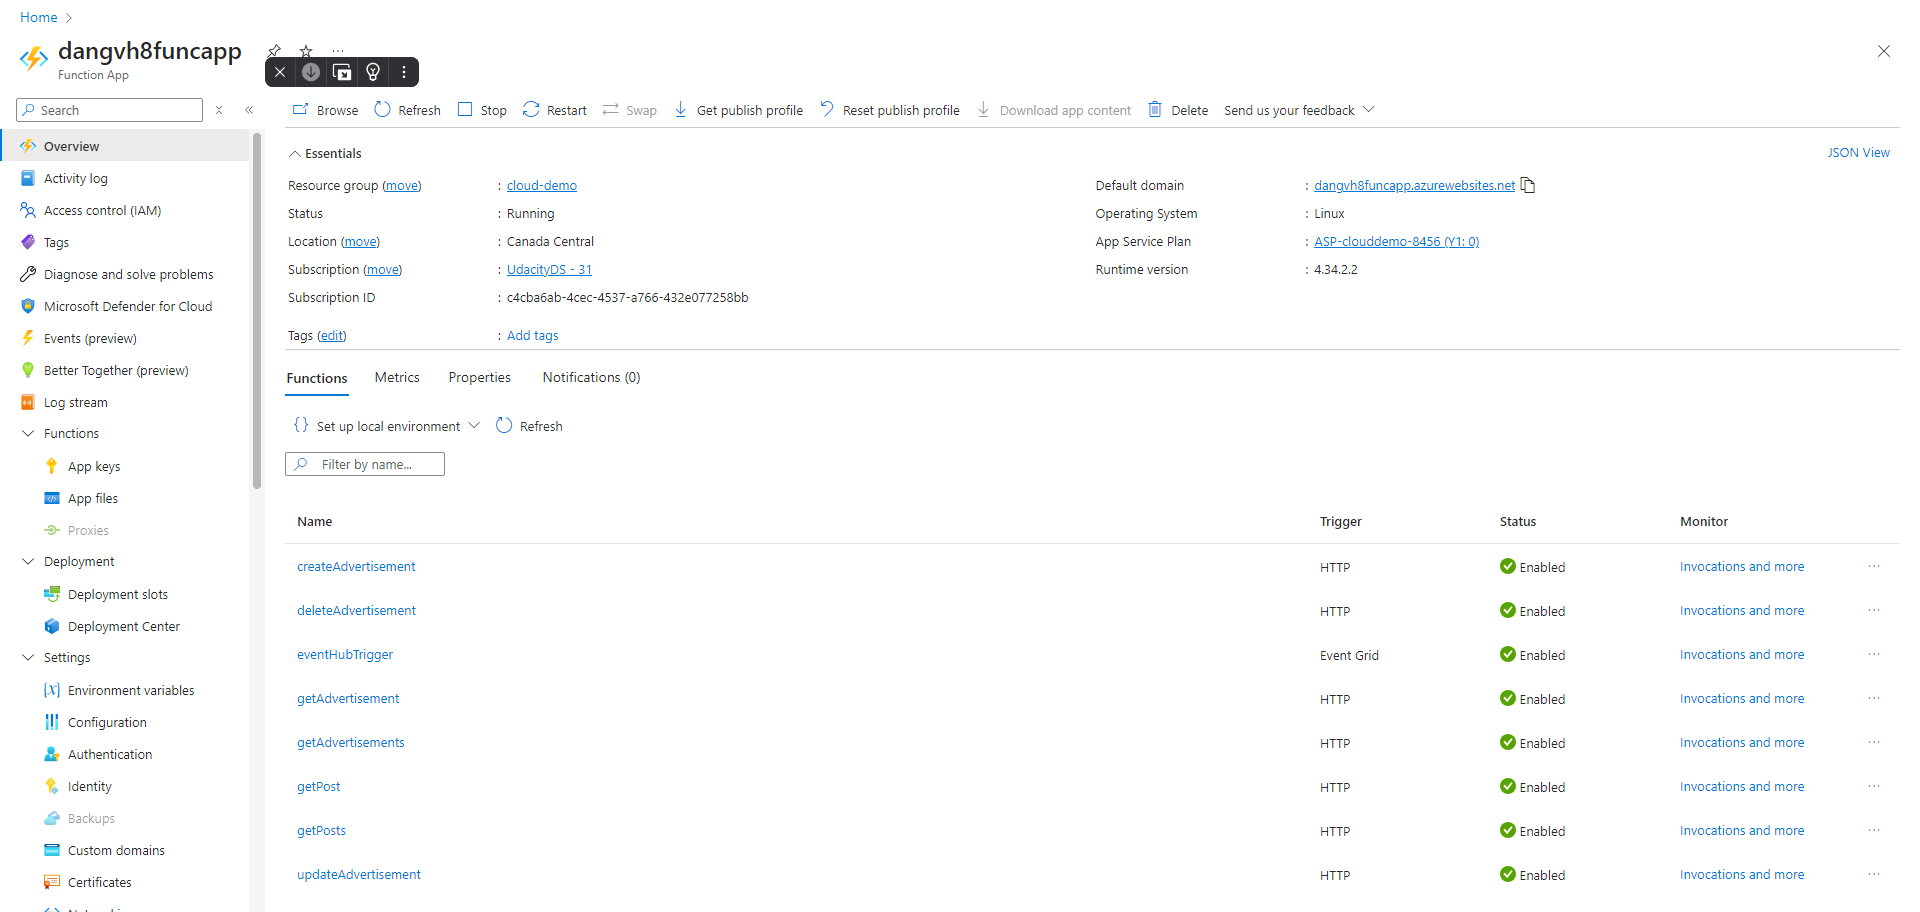 Home
dangvh8funcapp
Function App
Search
Overview
Activity log
Access control (IAM)
Tags
Diagnose and solve problems
Microsoft Defender for Cloud
Events (preview)
Better Together (preview)
Log stream
Functions
App keys
App files
Proxies
Deployment
Deployment slots
Deployment Center
Settings
Environment variables
Configuration
Authentication
Identity
Backups
Custom domains
Certificates
Browse Refresh Stop Restart Swap Get publish profile Reset publish profile Download app content Delete Send us your feedback
Essentials JSON View
Resource group (move) : cloud-demo
Status : Running
Location (move) : Canada Central
Subscription (move) : UdacityDS - 31
Subscription ID : c4cba6ab-4cec-4537-a766-432e077258bb
Default domain : dangvh8funcapp.azurewebsites.net
Operating System : Linux
App Service Plan : ASP-clouddemo-8456 (Y1: 0)
Runtime version : 4.34.2.2
Tags (edit) : Add tags
Functions Metrics Properties Notifications (0)
{} Set up local environment Refresh
Filter by name...
Name Trigger Status Monitor
createAdvertisement HTTP Enabled Invocations and more ...
deleteAdvertisement HTTP Enabled Invocations and more ...
eventHubTrigger Event Grid Enabled Invocations and more ...
getAdvertisement HTTP Enabled Invocations and more ...
getAdvertisements HTTP Enabled Invocations and more ...
getPost HTTP Enabled Invocations and more ...
getPosts HTTP Enabled Invocations and more ...
updateAdvertisement HTTP Enabled Invocations and more ...